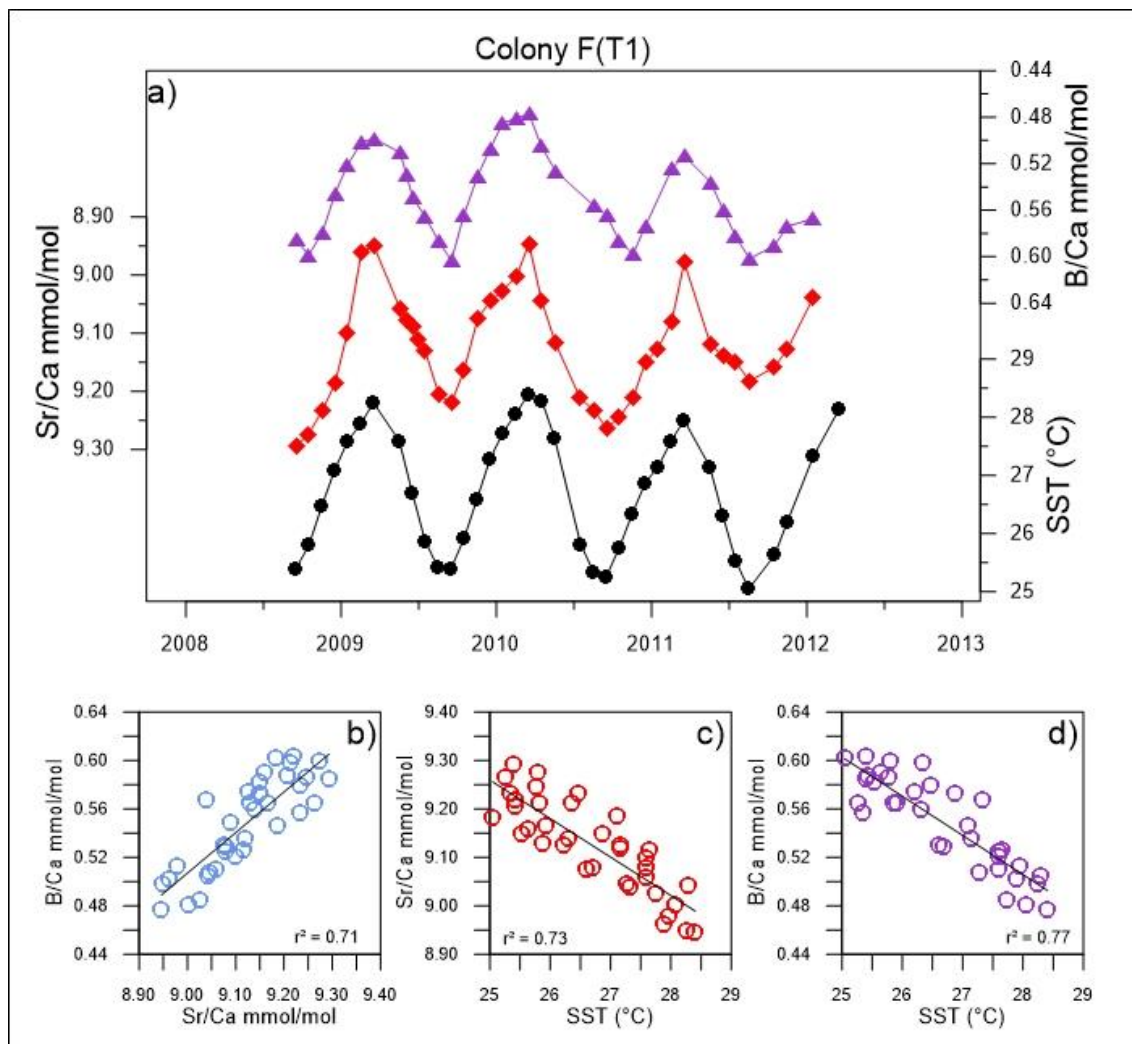 Colony F(T1)
a)
Sr/Ca mmol/mol
8.90
9.00
9.10
9.20
9.30
B/Ca mmol/mol
0.44
0.48
0.52
0.56
0.60
0.64
SST (°C)
29
28
27
26
25
2008 2009 2010 2011 2012 2013
b)
B/Ca mmol/mol
0.64
0.60
0.56
0.52
0.48
0.44
r² = 0.71
8.90 9.00 9.10 9.20 9.30 9.40
Sr/Ca mmol/mol
c)
Sr/Ca mmol/mol
9.40
9.30
9.20
9.10
9.00
8.90
r² = 0.73
25 26 27 28 29
SST (°C)
d)
B/Ca mmol/mol
0.64
0.60
0.56
0.52
0.48
0.44
r² = 0.77
25 26 27 28 29
SST (°C)